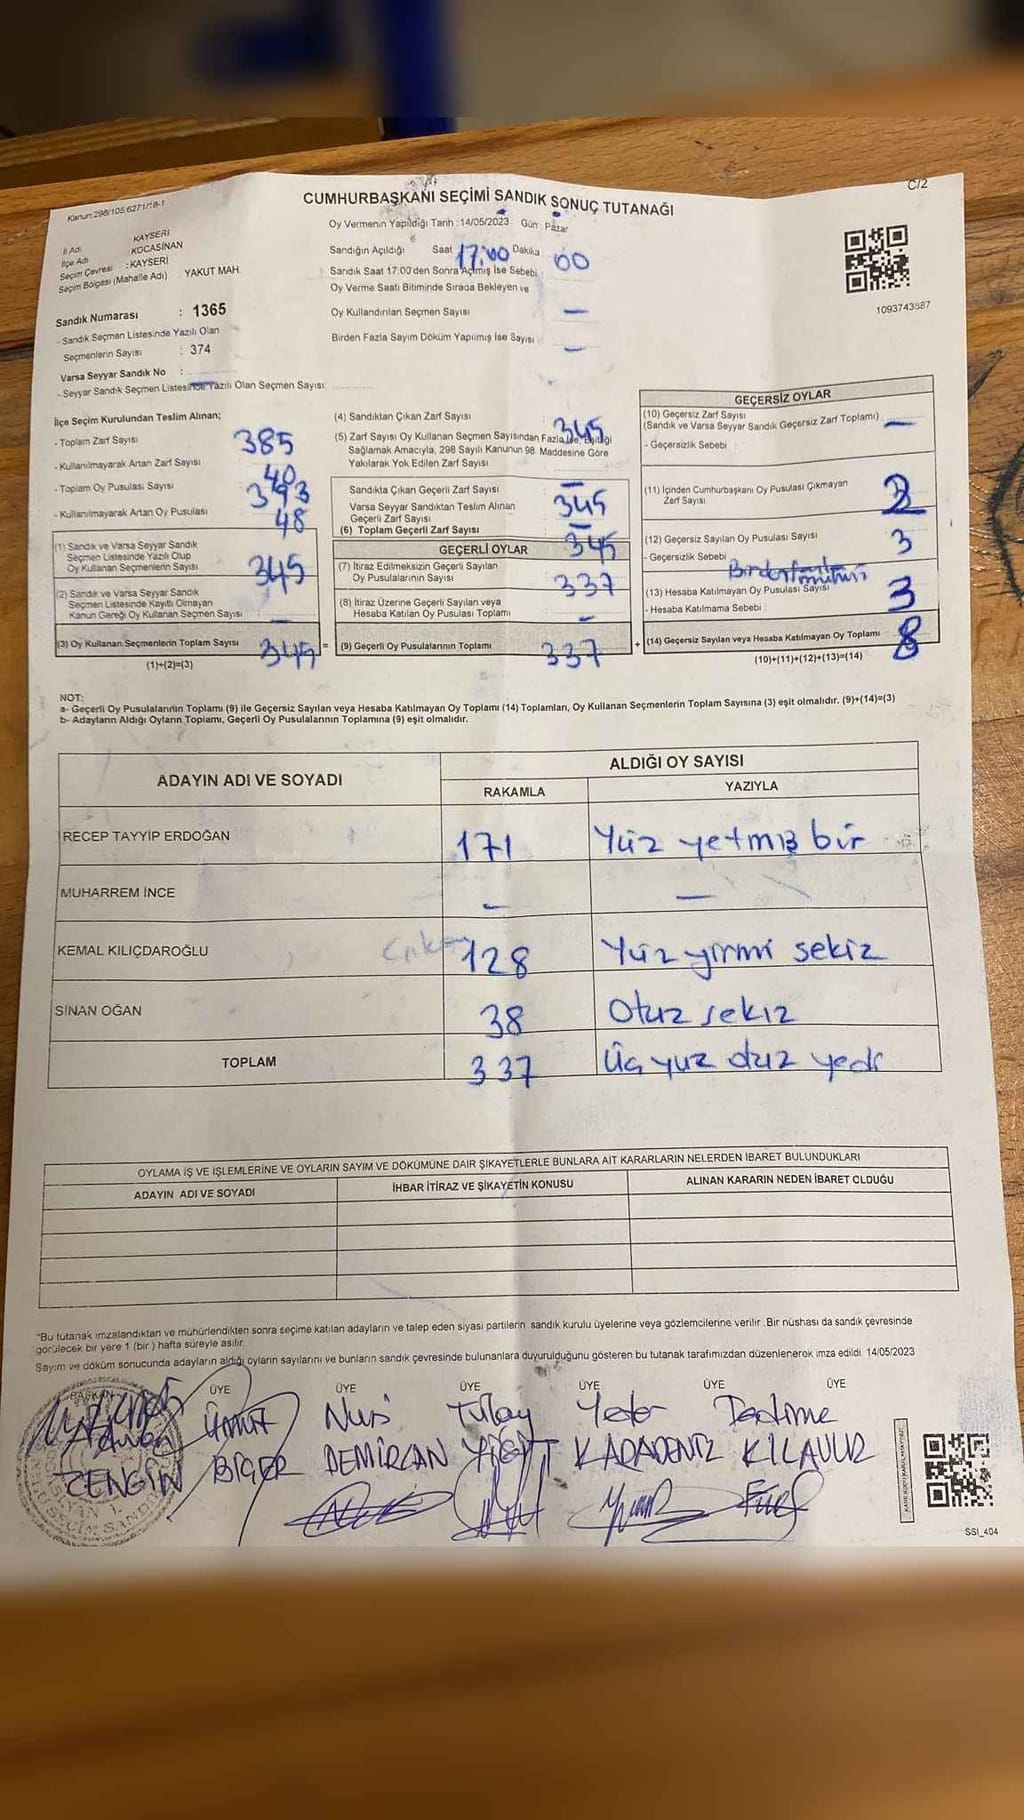 C/2
Kanun:298/105,6271/18-1
CUMHURBAŞKANI SEÇİMİ SANDIK SONUÇ TUTANAĞI
Oy Vermenin Yapıldığı Tarih :14/05/2023 Gün : Pazar
İl Adı KAYSERİ
İlçe Adı KOCASİNAN
Seçim Çevresi : KAYSERİ
Seçim Bölgesi (Mahalle Adı) YAKUT MAH.
Sandığın Açıldığı Saat 17:00 Dakika 00
Sandık Saat 17:00'den Sonra Açılmış İse Sebebi
Oy Verme Saati Bitiminde Sırada Bekleyen ve
Oy Kullandırılan Seçmen Sayısı —
Birden Fazla Sayım Döküm Yapılmış İse Sayısı —
1093743887
Sandık Numarası : 1365
- Sandık Seçmen Listesinde Yazılı Olan
Seçmenlerin Sayısı : 374
Varsa Seyyar Sandık No :
- Seyyar Sandık Seçmen Listesinde Yazılı Olan Seçmen Sayısı:
İlçe Seçim Kurulundan Teslim Alınan;
- Toplam Zarf Sayısı 385
- Kullanılmayarak Artan Zarf Sayısı 40
- Toplam Oy Pusulası Sayısı 393
- Kullanılmayarak Artan Oy Pusulası 48
(1) Sandık ve Varsa Seyyar Sandık
Seçmen Listesinde Yazılı Olup
Oy Kullanan Seçmenlerin Sayısı 345
(2) Sandık ve Varsa Seyyar Sandık
Seçmen Listesinde Kayıtlı Olmayan
Kanun Gereği Oy Kullanan Seçmen Sayısı —
(3) Oy Kullanan Seçmenlerin Toplam Sayısı 345 =
(1)+(2)=(3)
(4) Sandıktan Çıkan Zarf Sayısı 345
(5) Zarf Sayısı Oy Kullanan Seçmen Sayısından Fazla İse, Eşitliği
Sağlamak Amacıyla, 298 Sayılı Kanunun 98. Maddesine Göre
Yakılarak Yok Edilen Zarf Sayısı —
Sandıkta Çıkan Geçerli Zarf Sayısı 345
Varsa Seyyar Sandıktan Teslim Alınan
Geçerli Zarf Sayısı —
(6) Toplam Geçerli Zarf Sayısı 345
GEÇERLİ OYLAR
(7) İtiraz Edilmeksizin Geçerli Sayılan
Oy Pusulalarının Sayısı 337
(8) İtiraz Üzerine Geçerli Sayılan veya
Hesaba Katılan Oy Pusulası Toplamı —
(9) Geçerli Oy Pusulalarının Toplamı 337 +
GEÇERSİZ OYLAR
(10) Geçersiz Zarf Sayısı
(Sandık ve Varsa Seyyar Sandık Geçersiz Zarf Toplamı) —
- Geçersizlik Sebebi
(11) İçinden Cumhurbaşkanı Oy Pusulası Çıkmayan
Zarf Sayısı 2
(12) Geçersiz Sayılan Oy Pusulası Sayısı 3
- Geçersizlik Sebebi
(13) Hesaba Katılmayan Oy Pusulası Sayısı 3
- Hesaba Katılmama Sebebi
(14) Geçersiz Sayılan veya Hesaba Katılmayan Oy Toplamı 8
(10)+(11)+(12)+(13)=(14)
NOT:
a- Geçerli Oy Pusulalarının Toplamı (9) ile Geçersiz Sayılan veya Hesaba Katılmayan Oy Toplamı (14) Toplamları, Oy Kullanan Seçmenlerin Toplam Sayısına (3) eşit olmalıdır. (9)+(14)=(3)
b- Adayların Aldığı Oyların Toplamı, Geçerli Oy Pusulalarının Toplamına (9) eşit olmalıdır.
ADAYIN ADI VE SOYADI
ALDIĞI OY SAYISI
RAKAMLA YAZIYLA
RECEP TAYYİP ERDOĞAN 171 Yüz yetmiş bir
MUHARREM İNCE — —
KEMAL KILIÇDAROĞLU 128 Yüz yirmi sekiz
SİNAN OĞAN 38 Otuz sekiz
TOPLAM 337 Üç yuz otuz yedi
OYLAMA İŞ VE İŞLEMLERİNE VE OYLARIN SAYIM VE DÖKÜMÜNE DAİR ŞİKAYETLERLE BUNLARA AİT KARARLARIN NELERDEN İBARET BULUNDUKLARI
ADAYIN ADI VE SOYADI İHBAR İTİRAZ VE ŞİKAYETİN KONUSU ALINAN KARARIN NEDEN İBARET OLDUĞU
*Bu tutanak imzalandıktan ve mühürlendikten sonra seçime katılan adayların ve talep eden siyasi partilerin sandık kurulu üyelerine veya gözlemcilerine verilir. Bir nüshası da sandık çevresinde
görülecek bir yere 1 (bir) hafta süreyle asılır.
Sayım ve döküm sonucunda adayların aldığı oyların sayılarını ve bunların sandık çevresinde bulunanlara duyurulduğunu gösteren bu tutanak tarafımızdan düzenlenerek imza edildi. 14/05/2023
BAŞKAN ÜYE ÜYE ÜYE ÜYE ÜYE ÜYE
Nuri Tülay Yeter
ZENGİN BİÇER DEMİRCAN YİĞİT KARADENİZ KILAVUZ
SSI_404